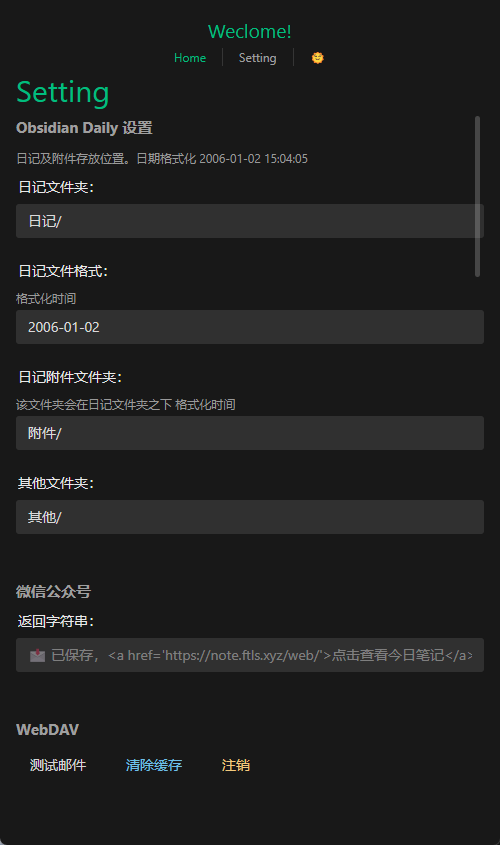 Weclome!
Home Setting 🌞
Setting
Obsidian Daily 设置
日记及附件存放位置。日期格式化 2006-01-02 15:04:05
日记文件夹：
日记/
日记文件格式：
格式化时间
2006-01-02
日记附件文件夹：
该文件夹会在日记文件夹之下 格式化时间
附件/
其他文件夹：
其他/
微信公众号
返回字符串：
📩 已保存，<a href='https://note.ftls.xyz/web/'>点击查看今日笔记</a>
WebDAV
测试邮件 清除缓存 注销